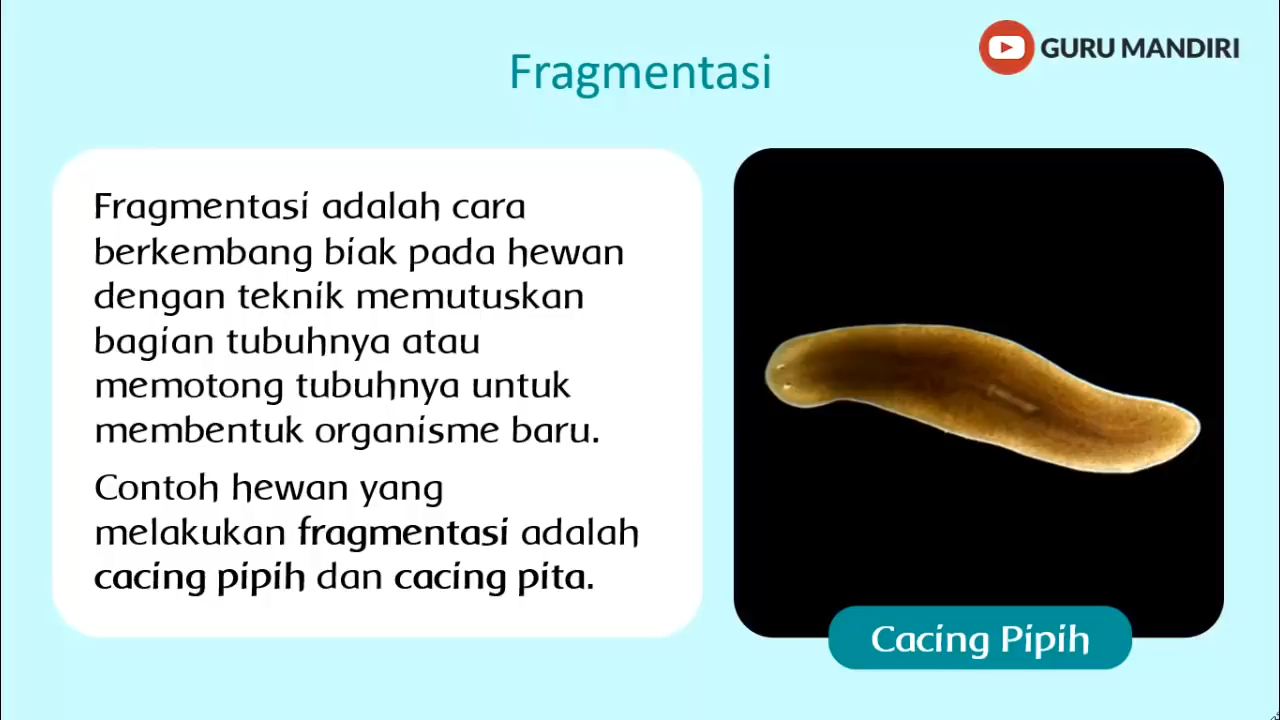 GURU MANDIRI
Fragmentasi
Fragmentasi adalah cara
berkembang biak pada hewan
dengan teknik memutuskan
bagian tubuhnya atau
memotong tubuhnya untuk
membentuk organisme baru.
Contoh hewan yang
melakukan fragmentasi adalah
cacing pipih dan cacing pita.
Cacing Pipih